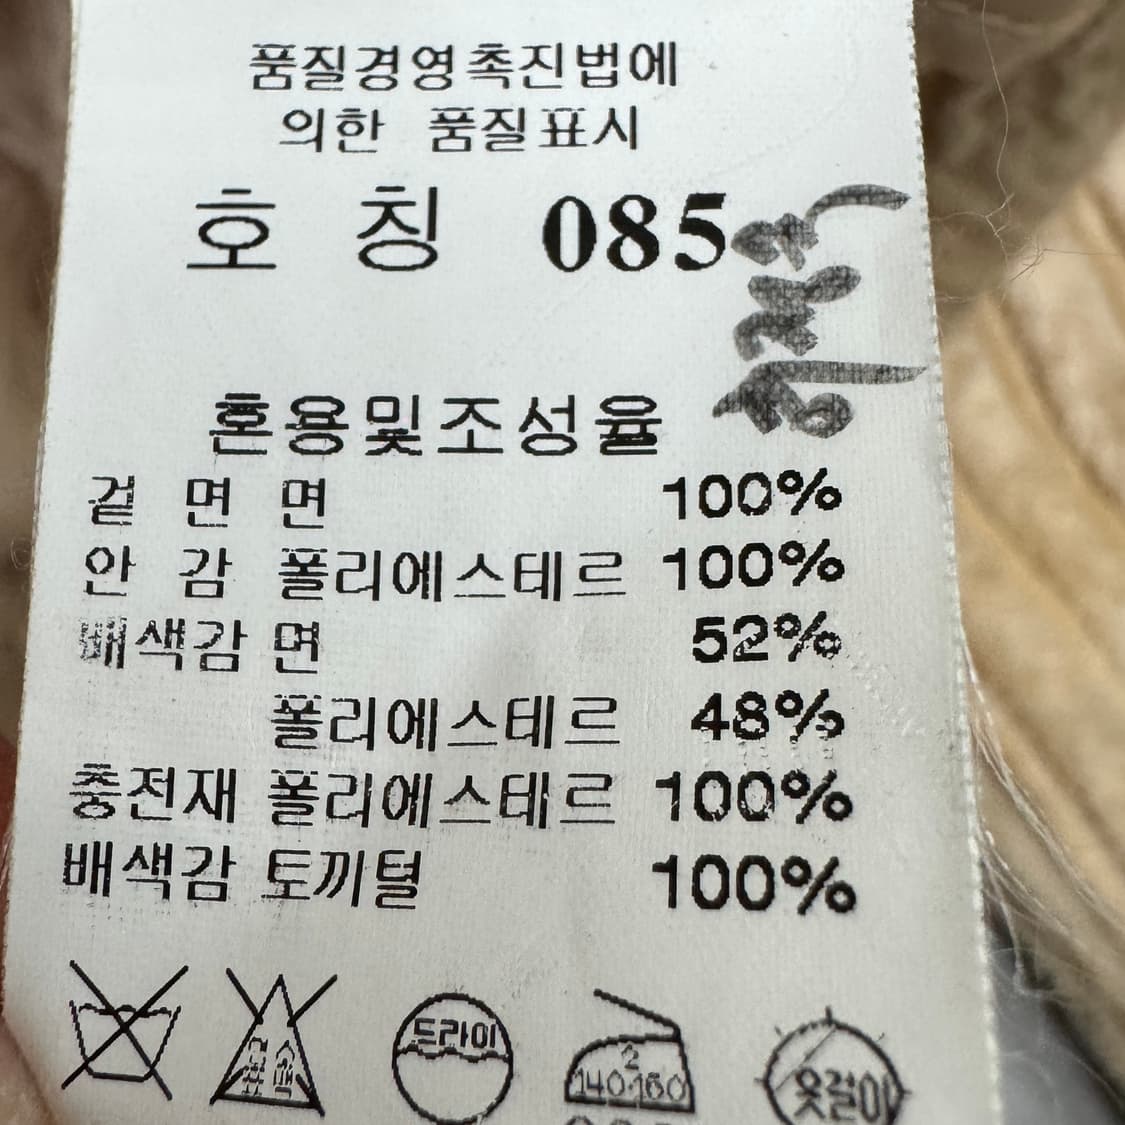 품질경영촉진법에
의한 품질표시
호 칭 085
혼용및조성율
겉 면 면 100%
안 감 폴리에스테르 100%
배색감 면 52%
폴리에스테르 48%
충전재 폴리에스테르 100%
배색감 토끼털 100%
표백
드라이
2
140-160
옷걸이